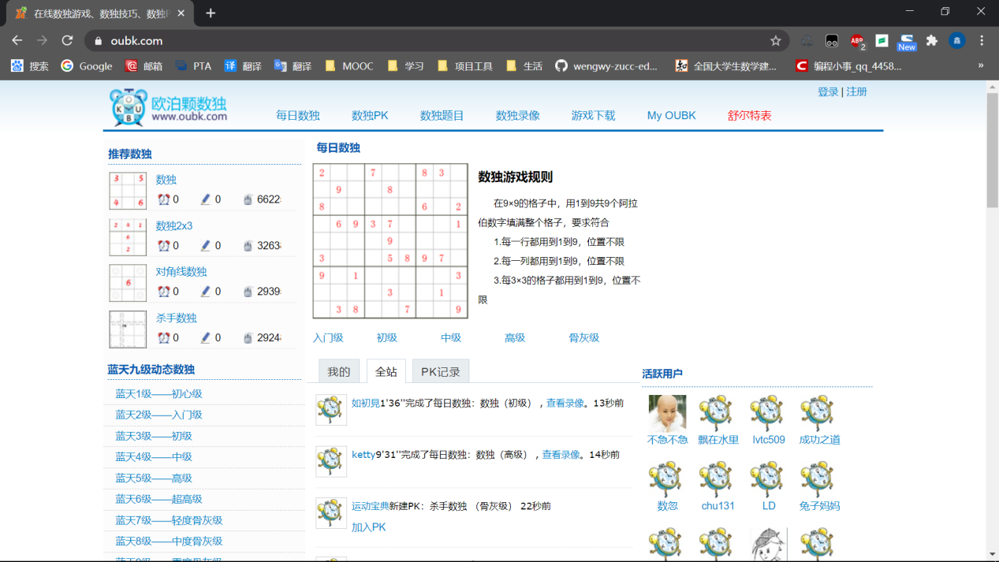 在线数独游戏、数独技巧、数独P
oubk.com
ABP
2
New
鑫
搜索
Google
邮箱
PTA
译
翻译
翻译
MOOC
学习
项目工具
生活
wengwy-zucc-ed...
全国大学生数学建...
编程小事_qq_4458...
»
登录 | 注册
欧泊颗数独
www.oubk.com
每日数独
数独PK
数独题目
数独录像
游戏下载
My OUBK
舒尔特表
推荐数独
3 5
4 6
数独
0 0 6622
2 4 1
6
2
数独2x3
0 0 3263
6
对角线数独
0 0 2939
杀手数独
0 0 2924
蓝天九级动态数独
蓝天1级——初心级
蓝天2级——入门级
蓝天3级——初级
蓝天4级——中级
蓝天5级——高级
蓝天6级——超高级
蓝天7级——轻度骨灰级
蓝天8级——中度骨灰级
每日数独
2 7 8 3
9 8
8 6 2
6 9 3 7 1
9
3 5 8 9 7
9 1 3
3 1
3 8 7 9
数独游戏规则
在9×9的格子中，用1到9共9个阿拉
伯数字填满整个格子，要求符合
1.每一行都用到1到9，位置不限
2.每一列都用到1到9，位置不限
3.每3×3的格子都用到1到9，位置不
限
入门级
初级
中级
高级
骨灰级
我的
全站
PK记录
如初見1'36''完成了每日数独：数独（初级），查看录像。13秒前
ketty9'31''完成了每日数独：数独（高级），查看录像。14秒前
运动宝典新建PK：杀手数独 （骨灰级） 22秒前
加入PK
活跃用户
不急不急
飘在水里
lvtc509
成功之道
数忽
chu131
LD
兔子妈妈